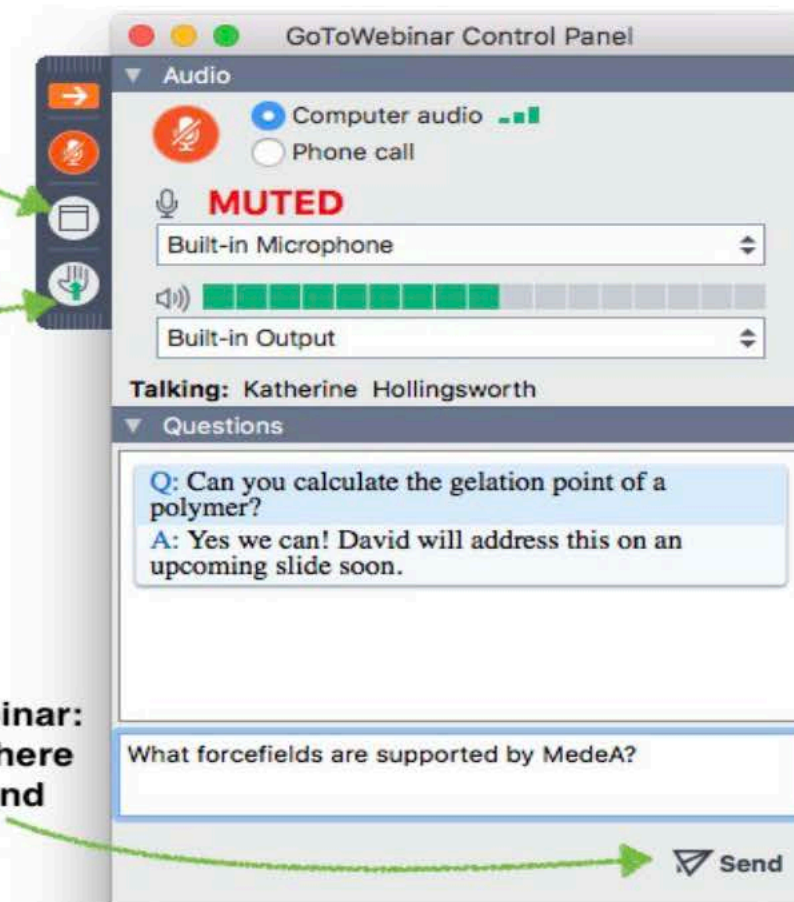 GoToWebinar Control Panel
Audio
Computer audio
Phone call
MUTED
Built-in Microphone
Built-in Output
Talking: Katherine Hollingsworth
Questions
Q: Can you calculate the gelation point of a
polymer?
A: Yes we can! David will address this on an
upcoming slide soon.
inar:
here
nd
What forcefields are supported by MedeA?
Send